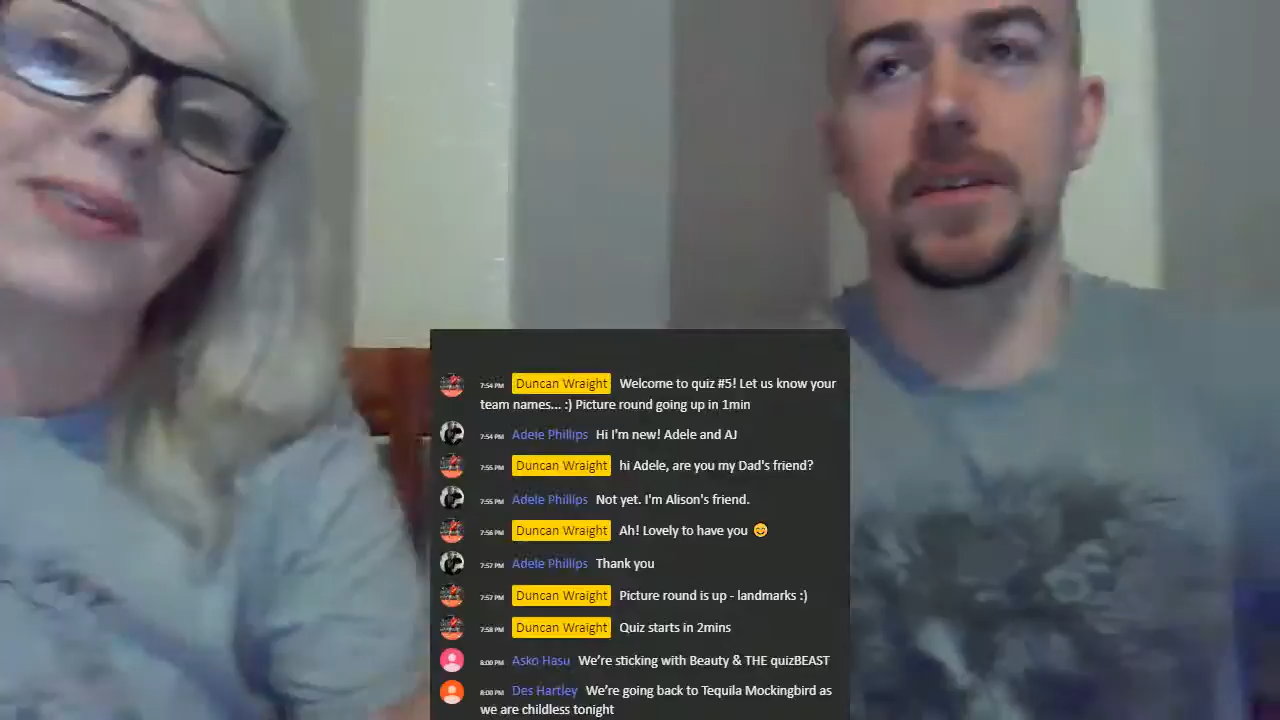 7:54 PM Duncan Wraight Welcome to quiz #5! Let us know your
team names... :) Picture round going up in 1min
7:54 PM Adele Phillips Hi I'm new! Adele and AJ
7:55 PM Duncan Wraight hi Adele, are you my Dad's friend?
7:55 PM Adele Phillips Not yet. I'm Alison's friend.
7:56 PM Duncan Wraight Ah! Lovely to have you 😄
7:57 PM Adele Phillips Thank you
7:57 PM Duncan Wraight Picture round is up - landmarks :)
7:58 PM Duncan Wraight Quiz starts in 2mins
8:00 PM Asko Hasu We’re sticking with Beauty & THE quizBEAST
8:00 PM Des Hartley We’re going back to Tequila Mockingbird as
we are childless tonight